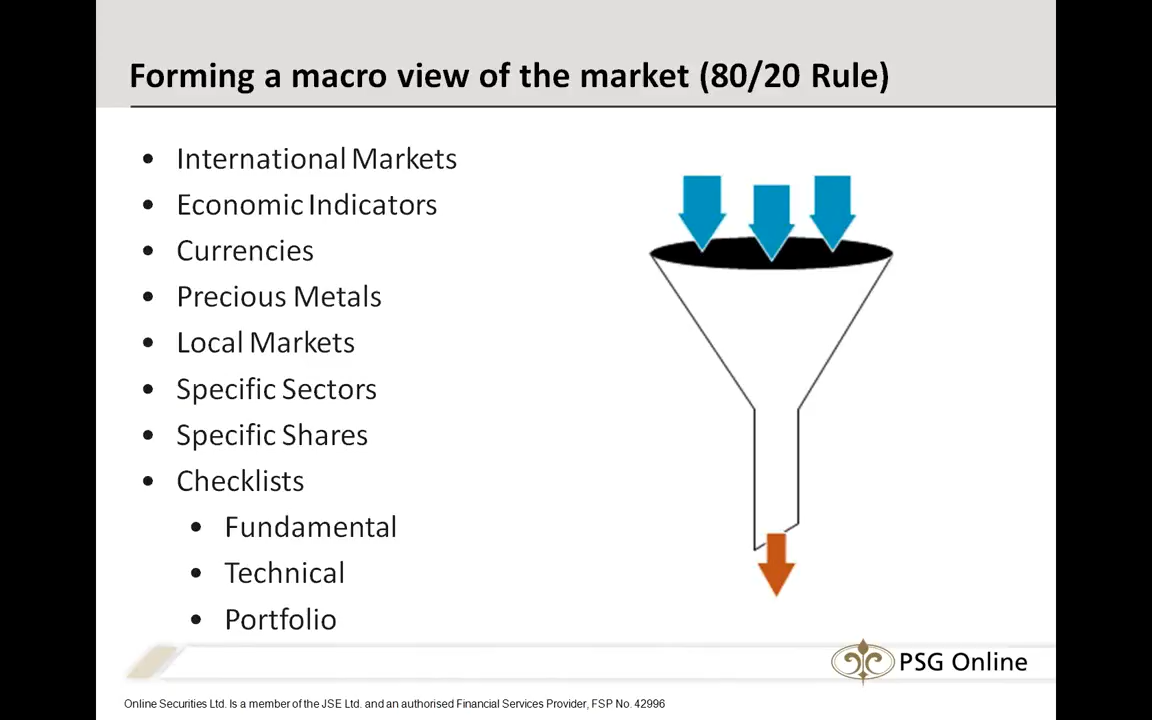 Forming a macro view of the market (80/20 Rule)
• International Markets
• Economic Indicators
• Currencies
• Precious Metals
• Local Markets
• Specific Sectors
• Specific Shares
• Checklists
• Fundamental
• Technical
• Portfolio
PSG Online
Online Securities Ltd. Is a member of the JSE Ltd. and an authorised Financial Services Provider, FSP No. 42996